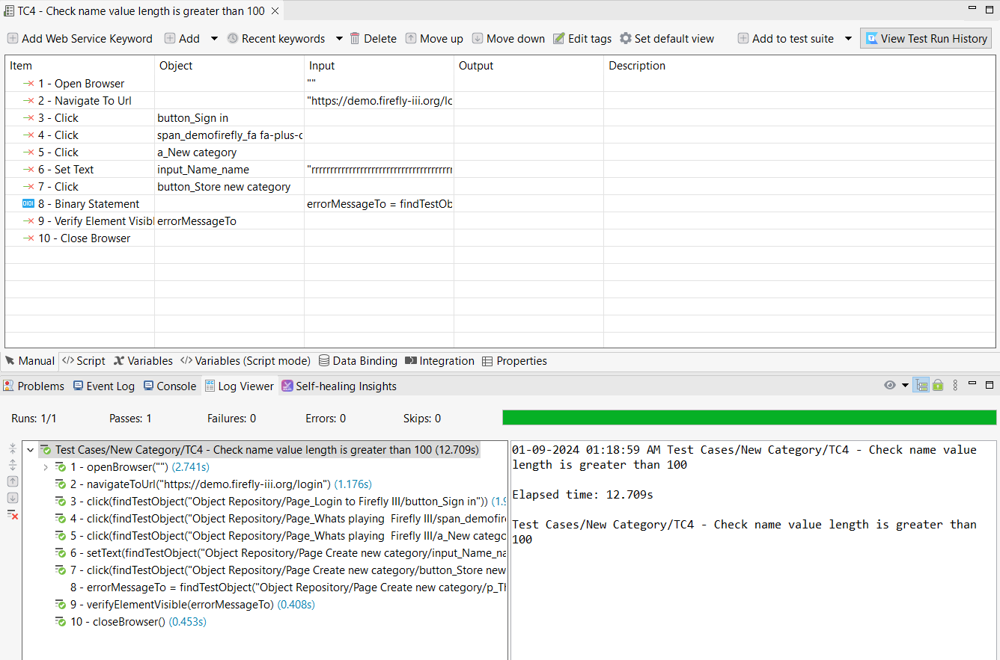 TC4 - Check name value length is greater than 100
Add Web Service Keyword Add Recent keywords Delete Move up Move down Edit tags Set default view Add to test suite View Test Run History
Item Object Input Output Description
1 - Open Browser ""
2 - Navigate To Url "https://demo.firefly-iii.org/lo
3 - Click button_Sign in
4 - Click span_demofirefly_fa fa-plus-c
5 - Click a_New category
6 - Set Text input_Name_name
7 - Click button_Store new category
8 - Binary Statement errorMessageTo = findTestOb
9 - Verify Element Visibl errorMessageTo
10 - Close Browser
Manual Script Variables Variables (Script mode) Data Binding Integration Properties
Problems Event Log Console Log Viewer Self-healing Insights
Runs: 1/1 Passes: 1 Failures: 0 Errors: 0 Skips: 0
Test Cases/New Category/TC4 - Check name value length is greater than 100 (12.709s)
1 - openBrowser("") (2.741s)
2 - navigateToUrl("https://demo.firefly-iii.org/login") (1.176s)
3 - click(findTestObject("Object Repository/Page_Login to Firefly III/button_Sign in")) (1.9
4 - click(findTestObject("Object Repository/Page_Whats playing  Firefly III/span_demofire
5 - click(findTestObject("Object Repository/Page_Whats playing  Firefly III/a_New catego
6 - setText(findTestObject("Object Repository/Page Create new category/input_Name_na
7 - click(findTestObject("Object Repository/Page Create new category/button_Store new
8 - errorMessageTo = findTestObject("Object Repository/Page Create new category/p_Th
9 - verifyElementVisible(errorMessageTo) (0.408s)
10 - closeBrowser() (0.453s)
01-09-2024 01:18:59 AM Test Cases/New Category/TC4 - Check name value
length is greater than 100
Elapsed time: 12.709s
Test Cases/New Category/TC4 - Check name value length is greater than
100